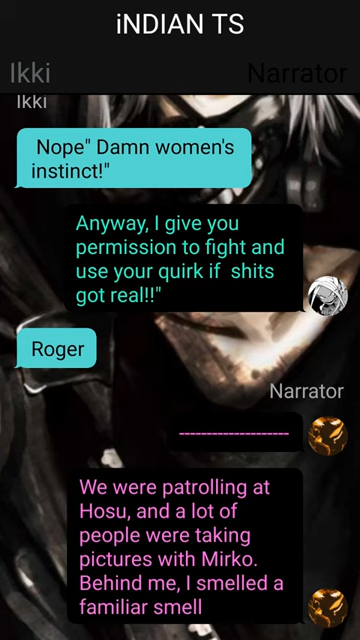 iNDIAN TS
Ikki
Narrator
Ikki
Nope" Damn women's
instinct!"
Anyway, I give you
permission to fight and
use your quirk if  shits
got real!!"
Roger
Narrator
--------------------
We were patrolling at
Hosu, and a lot of
people were taking
pictures with Mirko.
Behind me, I smelled a
familiar smell